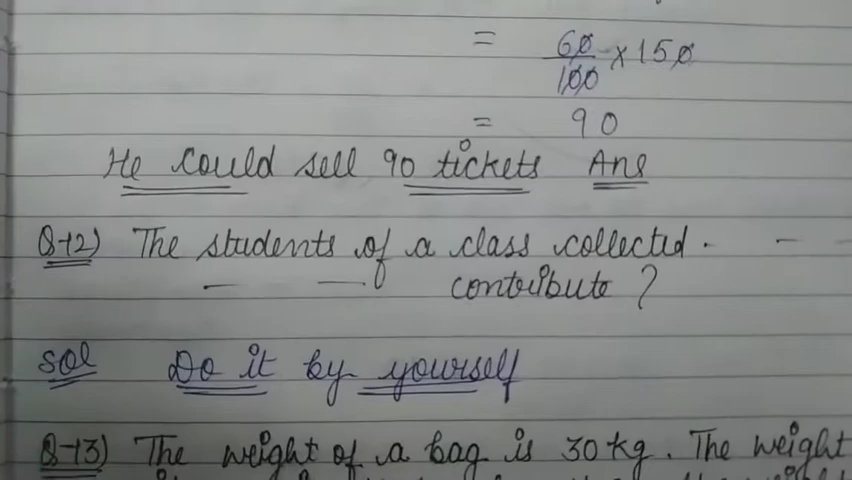 = 60/100 × 150
= 90
He could sell 90 tickets Ans
Q-12) The students of a class collected. —
— — contribute ?
Sol Do it by yourself
Q-13) The weight of a bag is 30 kg. The weight